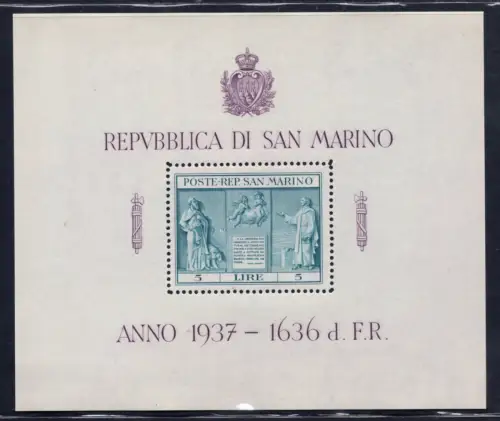 REPVBBLICA DI SAN MARINO
POSTE-REP. SAN MARINO
5 LIRE 5
ANNO 1937 – 1636 d. F.R.